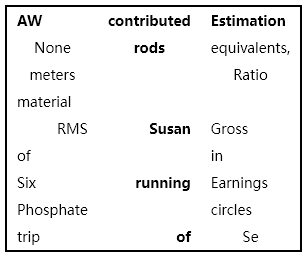 AW contributed Estimation
None rods equivalents,
meters Ratio
material
RMS Susan Gross
of in
Six running Earnings
Phosphate circles
trip of Se